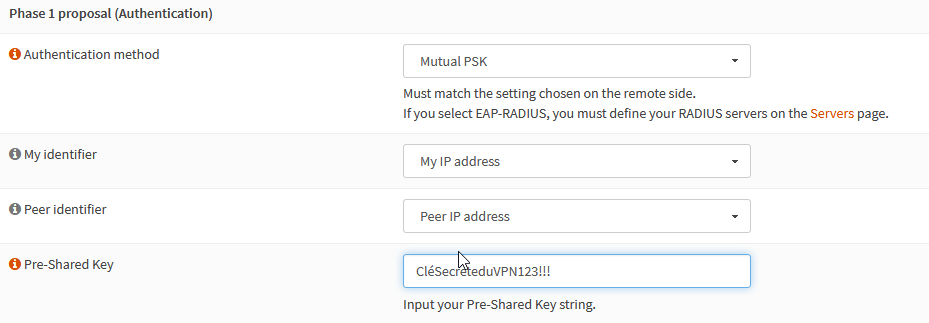 Phase 1 proposal (Authentication)
Authentication method
Mutual PSK
Must match the setting chosen on the remote side.
If you select EAP-RADIUS, you must define your RADIUS servers on the Servers page.
My identifier
My IP address
Peer identifier
Peer IP address
Pre-Shared Key
CléSecreteduVPN123!!!
Input your Pre-Shared Key string.